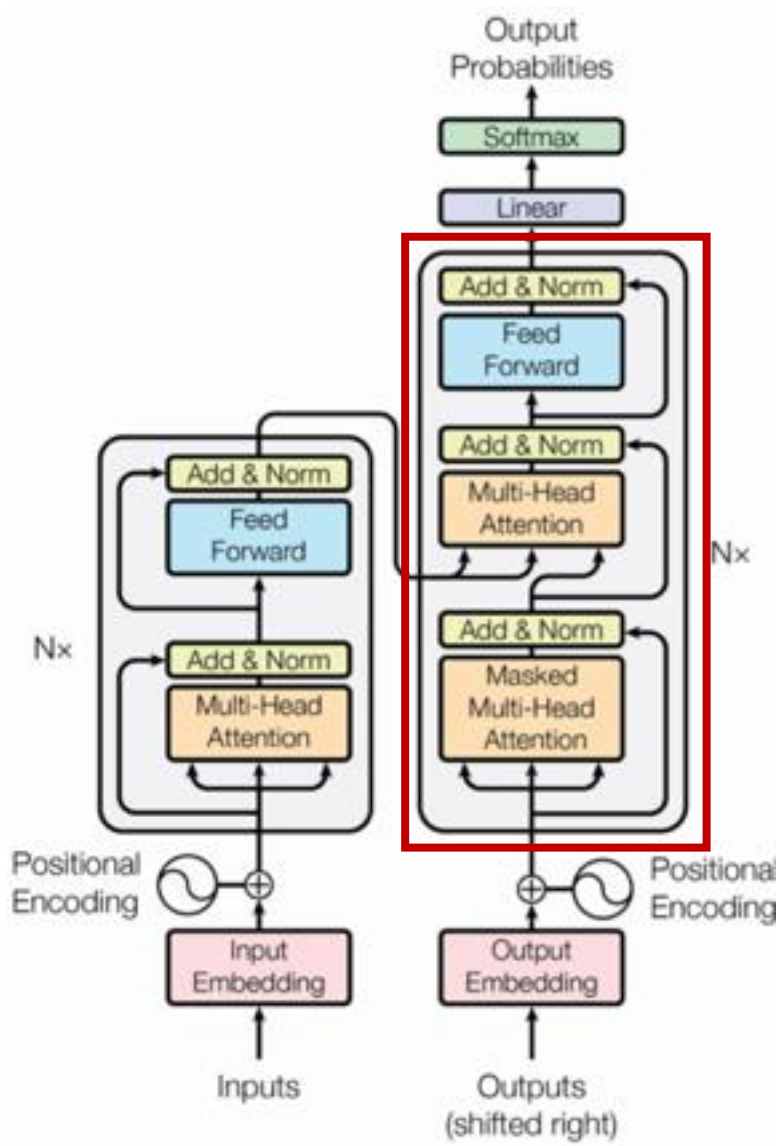 Output
Probabilities
Softmax
Linear
Add & Norm
Feed
Forward
Add & Norm
Multi-Head
Attention
Add & Norm
Masked
Multi-Head
Attention
Nx
Add & Norm
Feed
Forward
Add & Norm
Multi-Head
Attention
Nx
Positional
Encoding
Positional
Encoding
Input
Embedding
Output
Embedding
Inputs
Outputs
(shifted right)